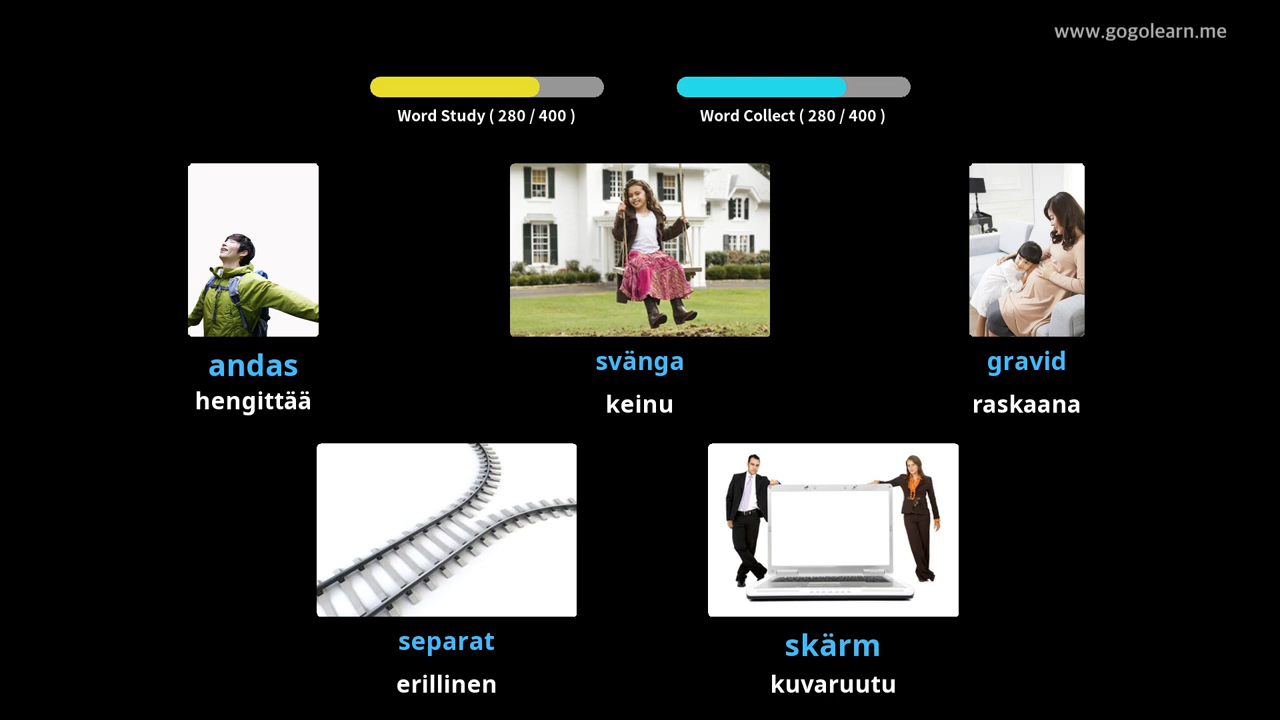 www.gogolearn.me
Word Study ( 280 / 400 )
Word Collect ( 280 / 400 )
andas
hengittää
svänga
keinu
gravid
raskaana
separat
erillinen
skärm
kuvaruutu